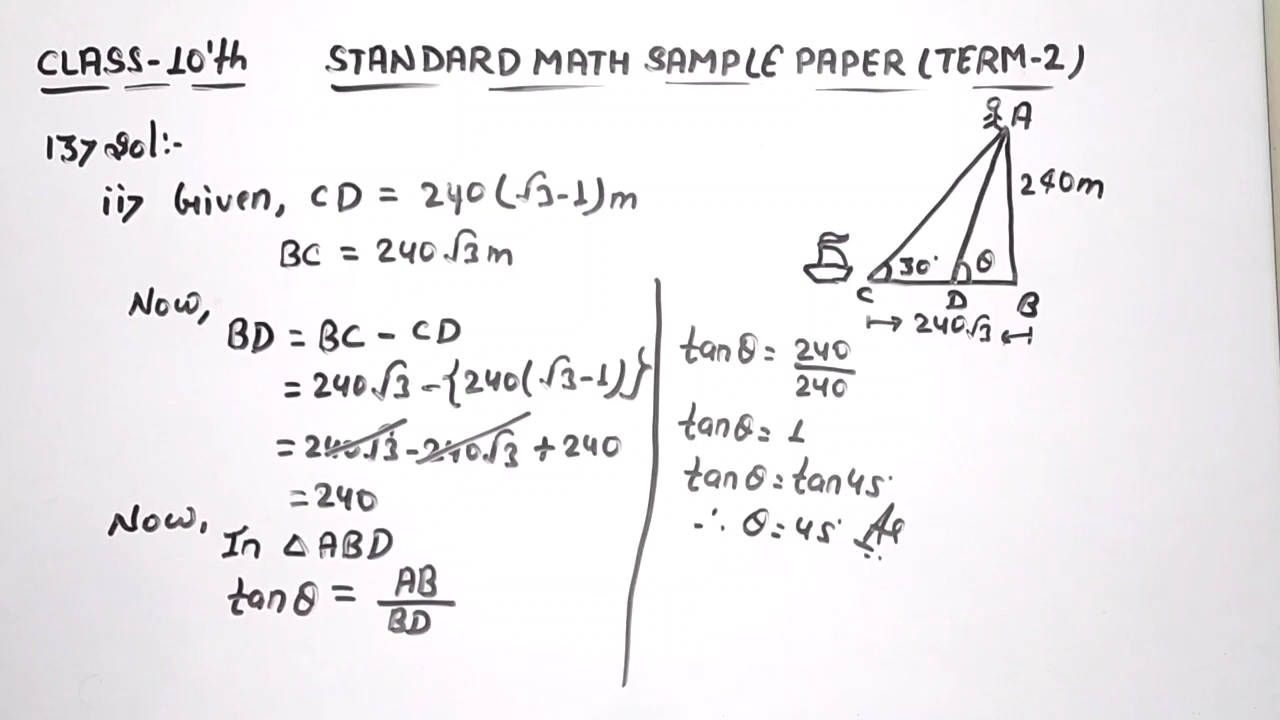 CLASS-10'th STANDARD MATH SAMPLE PAPER (TERM-2)
13> Sol:-
ii> Given, CD = 240(√3-1)m
BC = 240√3m
Now,
BD = BC - CD
= 240√3 -{240(√3-1)}
= 240√3 - 240√3 + 240
= 240
Now,
In △ABD
tanθ = AB/BD
A
240m
30°
θ
C D B
240√3
tanθ = 240/240
tanθ = 1
tanθ = tan45°
∴ θ = 45°